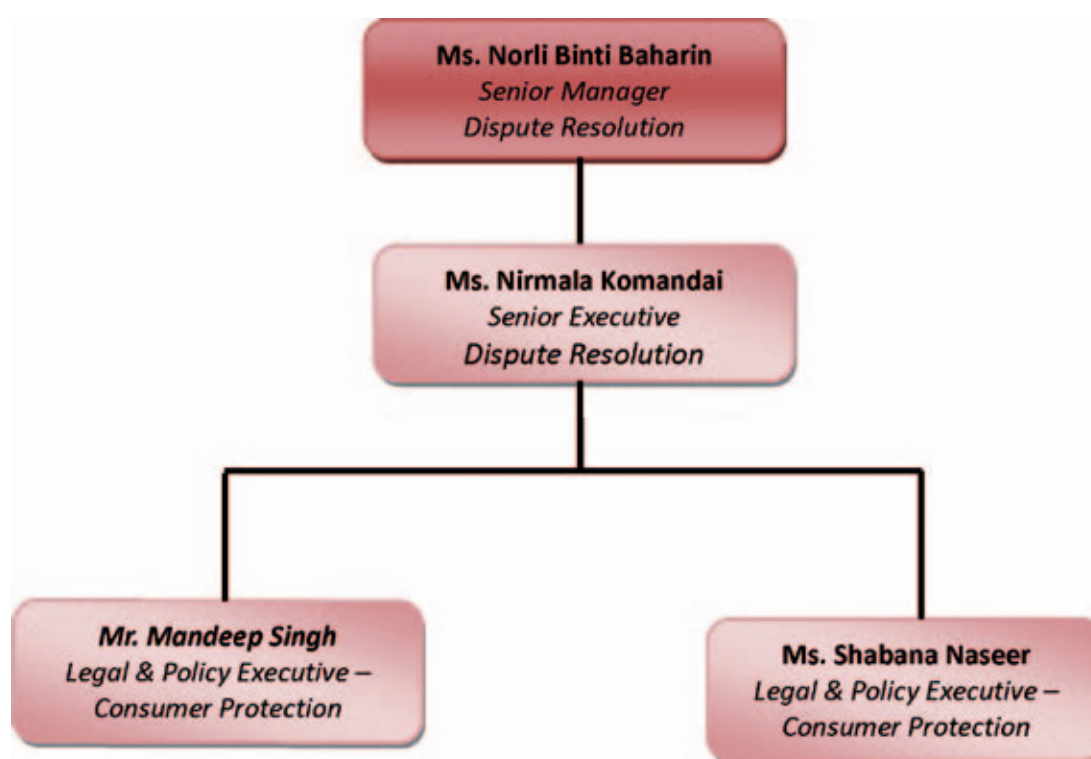 Ms. Norli Binti Baharin
Senior Manager
Dispute Resolution
Ms. Nirmala Komandai
Senior Executive
Dispute Resolution
Mr. Mandeep Singh
Legal & Policy Executive –
Consumer Protection
Ms. Shabana Naseer
Legal & Policy Executive –
Consumer Protection